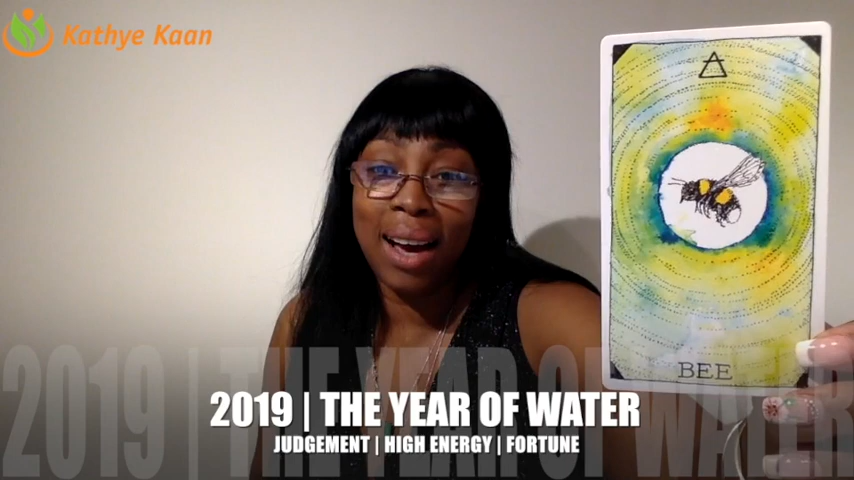 Kathye Kaan
BEE
2019 | THE YEAR OF WATER
2019 | THE YEAR OF WATER
JUDGEMENT | HIGH ENERGY | FORTUNE